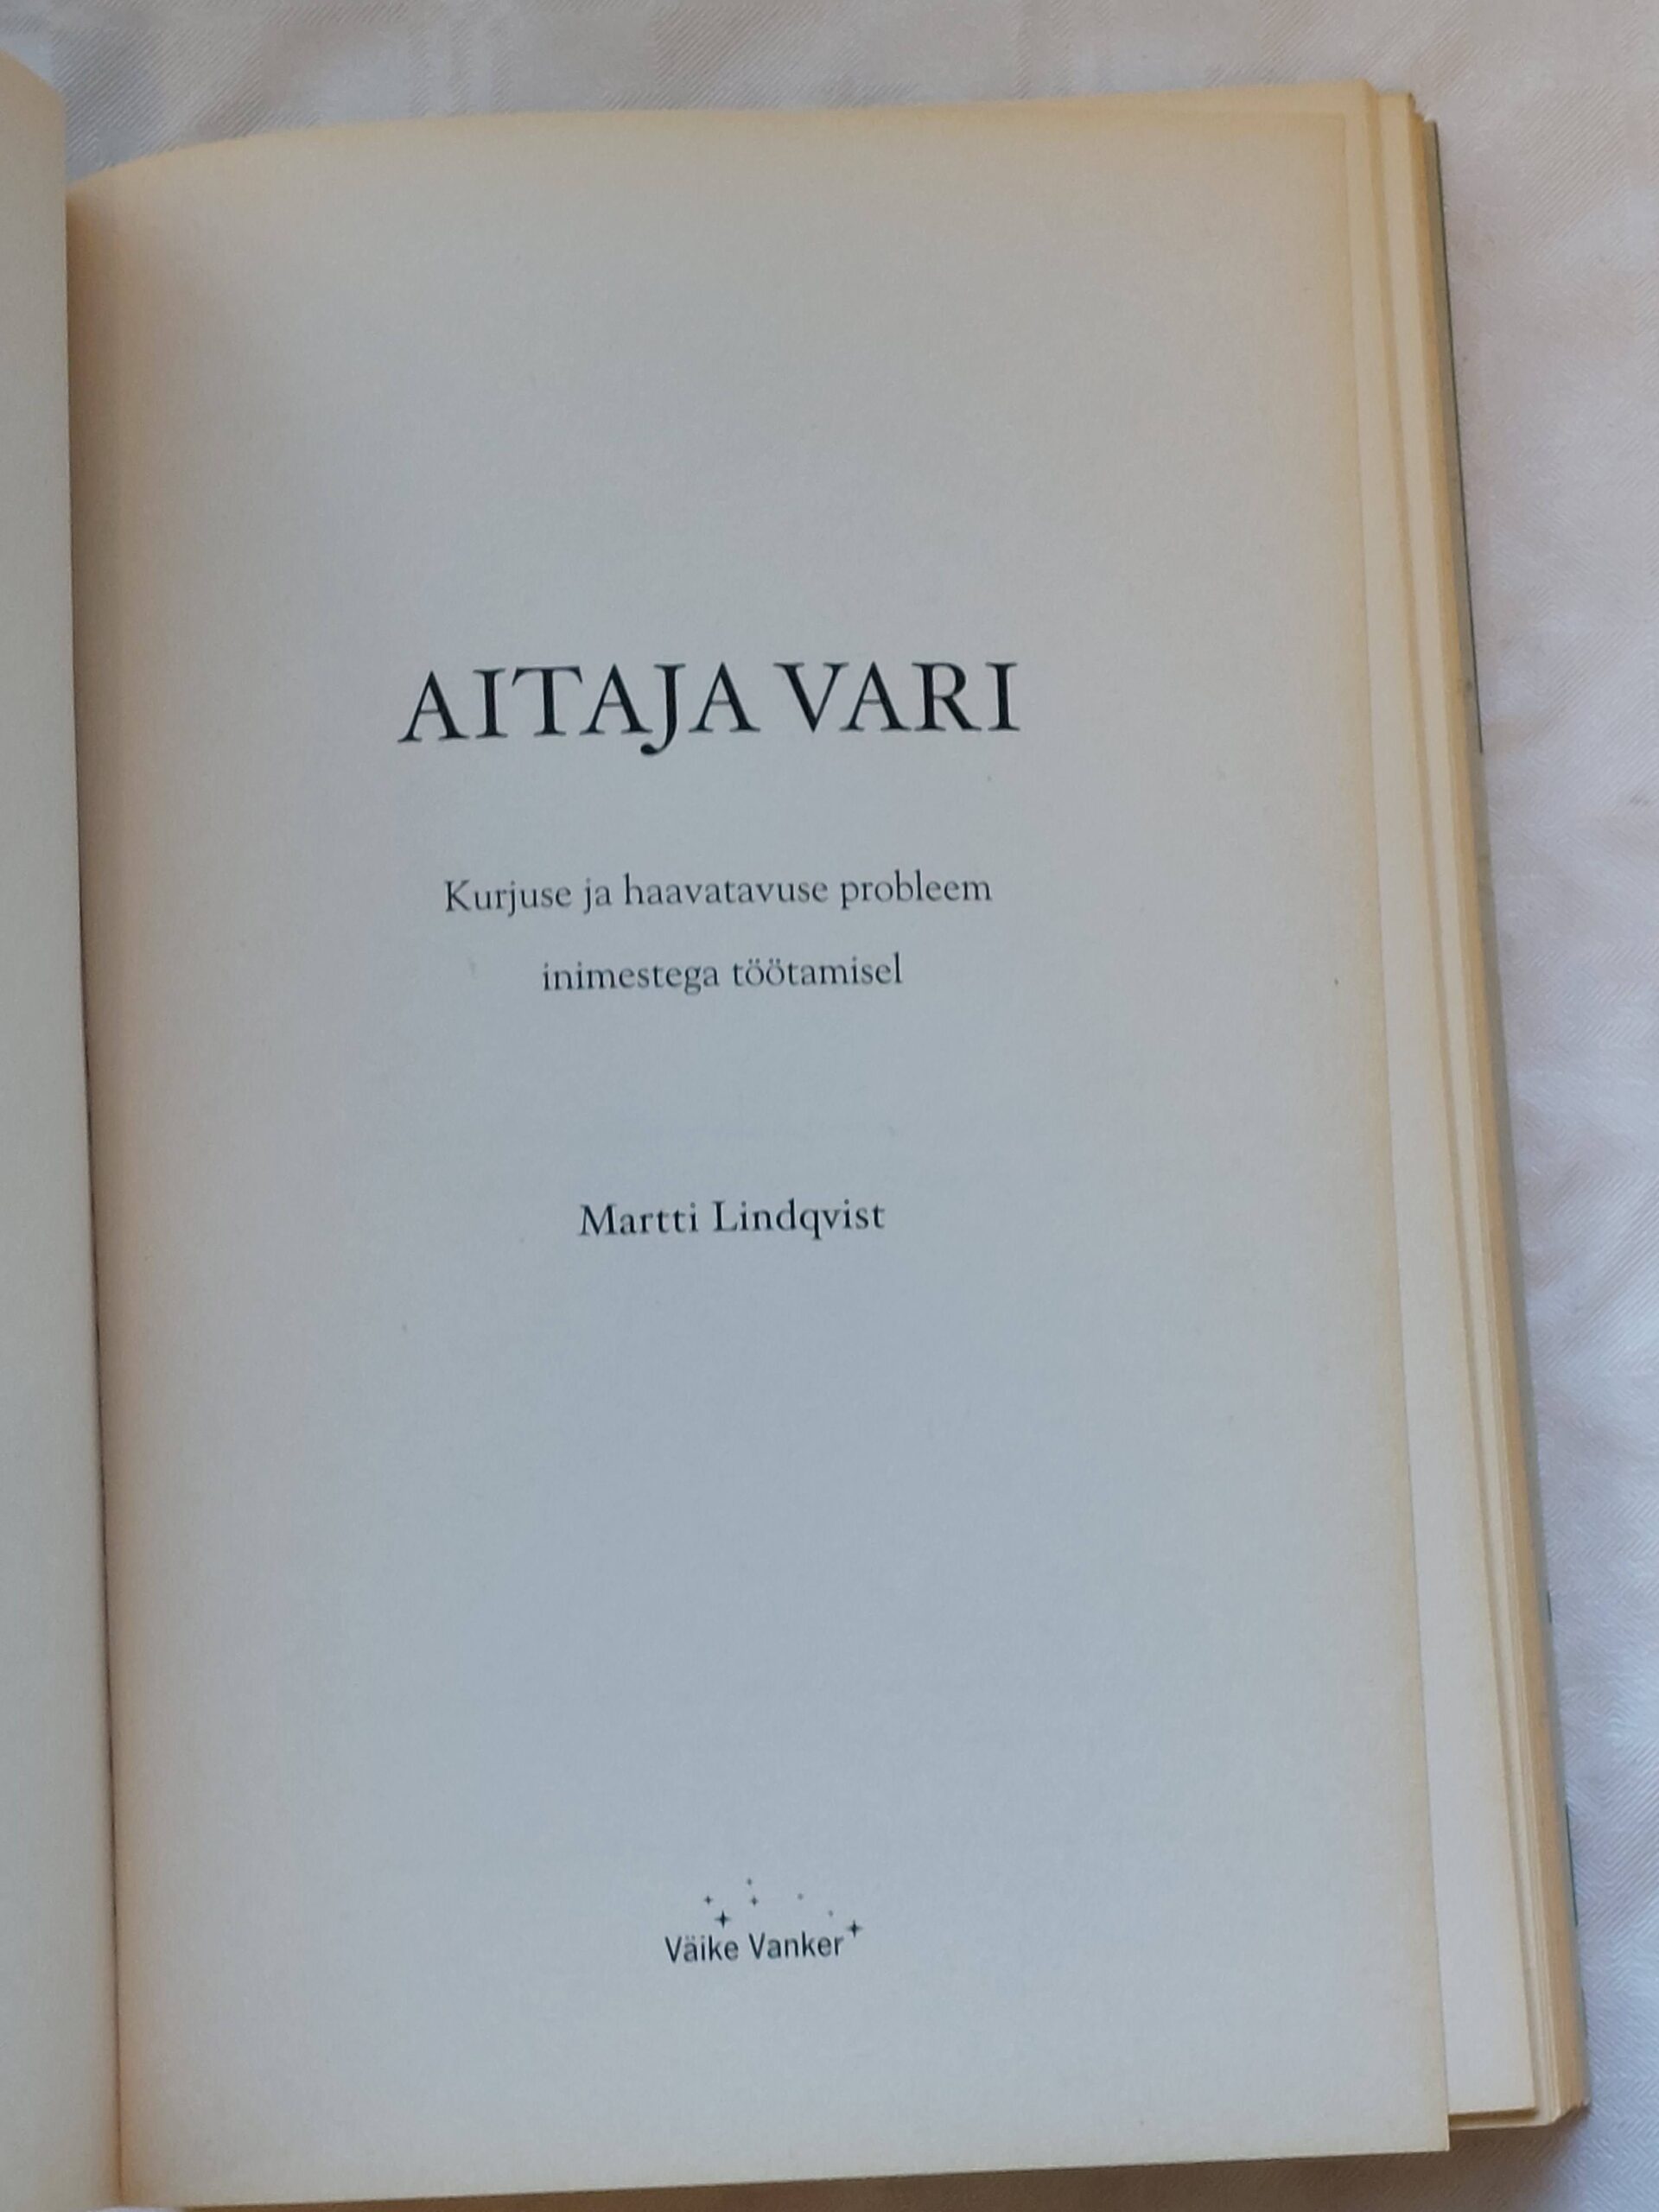 AITAJA VARI
Kurjuse ja haavatavuse probleem
inimestega töötamisel
Martti Lindqvist
Väike Vanker